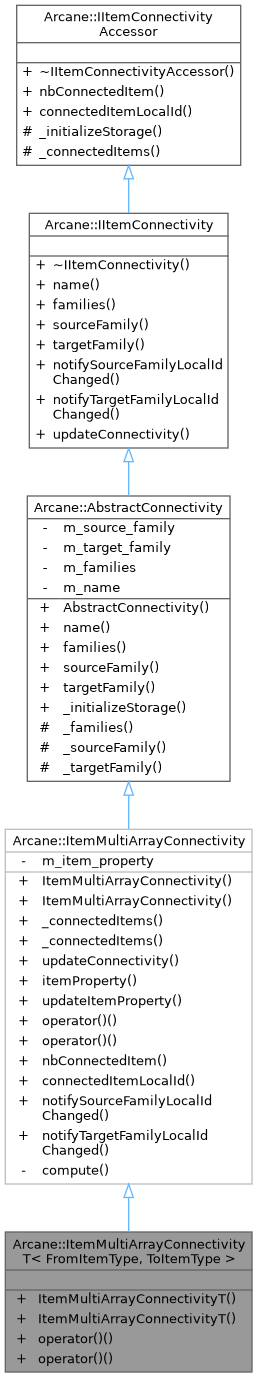 Arcane::IItemConnectivity
Accessor
+ ~IItemConnectivityAccessor()
+ nbConnectedItem()
+ connectedItemLocalId()
# _initializeStorage()
# _connectedItems()
Arcane::IItemConnectivity
+ ~IItemConnectivity()
+ name()
+ families()
+ sourceFamily()
+ targetFamily()
+ notifySourceFamilyLocalId
Changed()
+ notifyTargetFamilyLocalId
Changed()
+ updateConnectivity()
Arcane::AbstractConnectivity
- m_source_family
- m_target_family
- m_families
- m_name
+ AbstractConnectivity()
+ name()
+ families()
+ sourceFamily()
+ targetFamily()
+ _initializeStorage()
# _families()
# _sourceFamily()
# _targetFamily()
Arcane::ItemMultiArrayConnectivity
- m_item_property
+ ItemMultiArrayConnectivity()
+ ItemMultiArrayConnectivity()
+ _connectedItems()
+ _connectedItems()
+ updateConnectivity()
+ itemProperty()
+ updateItemProperty()
+ operator()()
+ operator()()
+ nbConnectedItem()
+ connectedItemLocalId()
+ notifySourceFamilyLocalId
Changed()
+ notifyTargetFamilyLocalId
Changed()
- compute()
Arcane::ItemMultiArrayConnectivity
T< FromItemType, ToItemType >
+ ItemMultiArrayConnectivityT()
+ ItemMultiArrayConnectivityT()
+ operator()()
+ operator()()